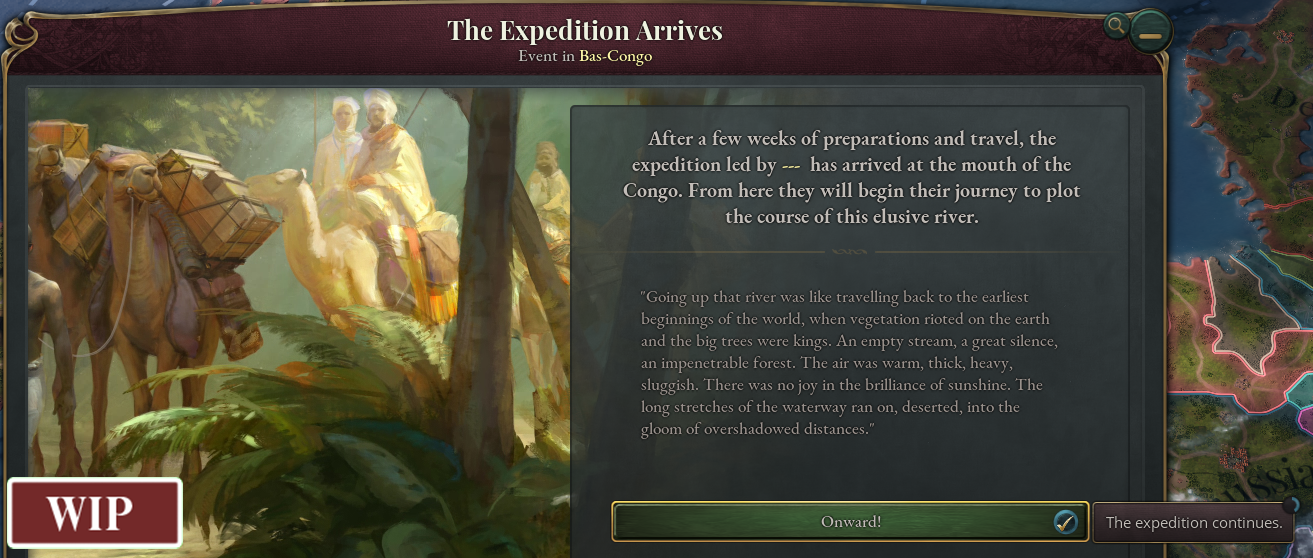 The Expedition Arrives
Event in Bas-Congo
After a few weeks of preparations and travel, the
expedition led by --- has arrived at the mouth of the
Congo. From here they will begin their journey to plot
the course of this elusive river.
"Going up that river was like travelling back to the earliest
beginnings of the world, when vegetation rioted on the earth
and the big trees were kings. An empty stream, a great silence,
an impenetrable forest. The air was warm, thick, heavy,
sluggish. There was no joy in the brilliance of sunshine. The
long stretches of the waterway ran on, deserted, into the
gloom of overshadowed distances."
WIP
Onward!
The expedition continues.